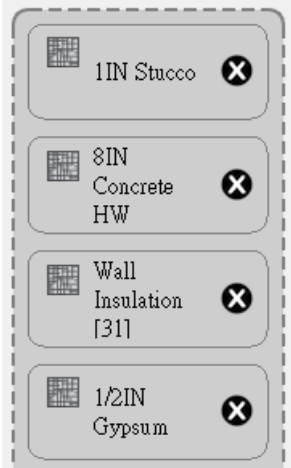 1IN Stucco
8IN
Concrete
HW
Wall
Insulation
[31]
1/2IN
Gypsum